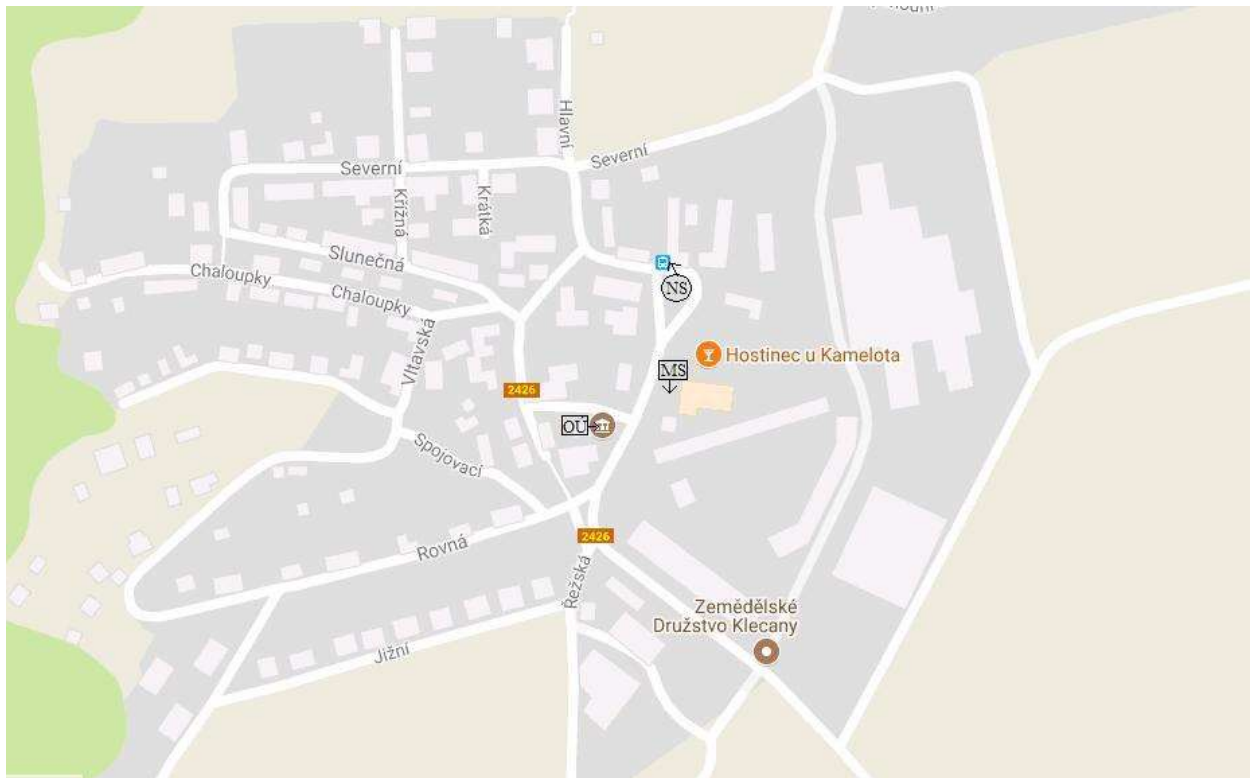 Hlavní
Severní
Severní
Křížná
Krátká
Slunečná
Chaloupky
Chaloupky
NS
Vltavská
Hostinec u Kamelota
MS
2426
OÚ
Spojovací
2426
Rovná
Řežská
Zemědělské
Družstvo Klecany
Jižní